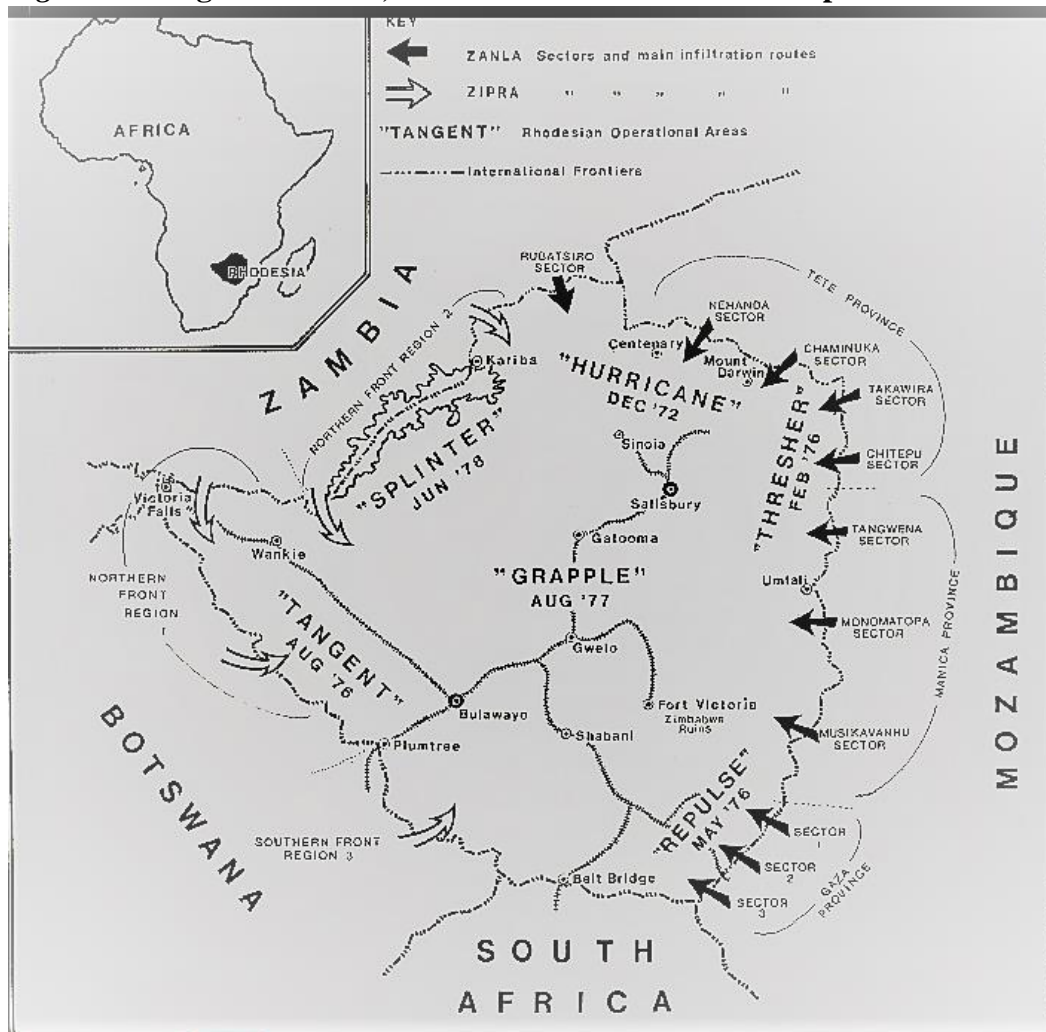 KEY
ZANLA Sectors and main infiltration routes
ZIPRA " " " " "
"TANGENT" Rhodesian Operational Areas
International Frontiers
AFRICA
RHODESIA
ZAMBIA
RUBATSIRO
SECTOR
TETE PROVINCE
NEHANDA
SECTOR
CHAMINUKA
SECTOR
TAKAWIRA
SECTOR
CHITEPU
SECTOR
NORTHERN FRONT REGION 2
Kariba
Centenary
Mount
Darwin
"HURRICANE"
DEC '72
"THRESHER"
FEB '76
"SPLINTER"
JUN '78
Sinoia
Salisbury
Victoria
Falls
Wankie
Gatooma
"GRAPPLE"
AUG '77
TANGWENA
SECTOR
Umtali
MONOMATOPA
SECTOR
MANICA PROVINCE
MOZAMBIQUE
NORTHERN
FRONT
REGION
1
"TANGENT"
AUG '76
Gwelo
Bulawayo
Fort Victoria
Zimbabwe
Ruins
Shabani
Plumtree
MUSIKAVANHU
SECTOR
BOTSWANA
"REPULSE"
MAY '76
SECTOR
1
SECTOR
2
SECTOR
3
GAZA
PROVINCE
SOUTHERN FRONT
REGION 3
Beit Bridge
SOUTH
AFRICA